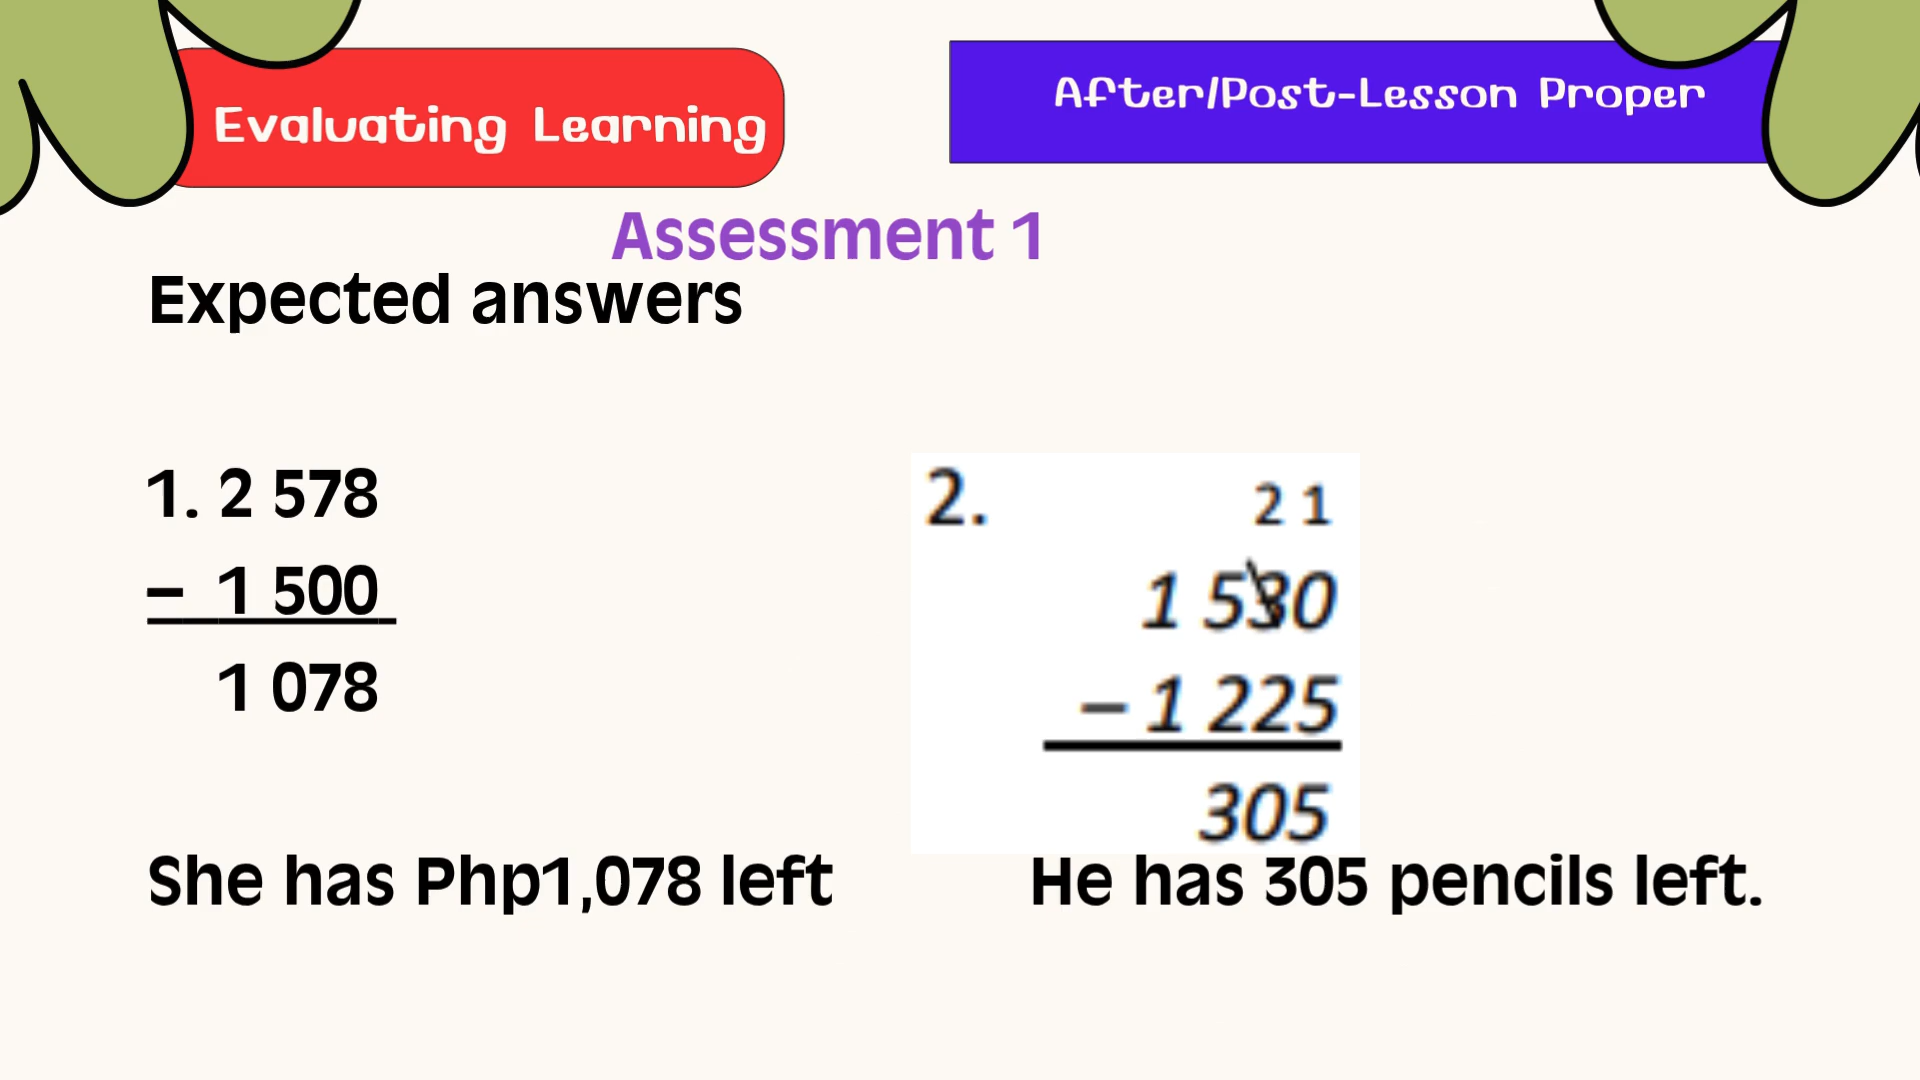 Evaluating Learning
After/Post-Lesson Proper
Assessment 1
Expected answers
1. 2 578
– 1 500
1 078
She has Php1,078 left
2.
2 1
1 530
– 1 225
305
He has 305 pencils left.